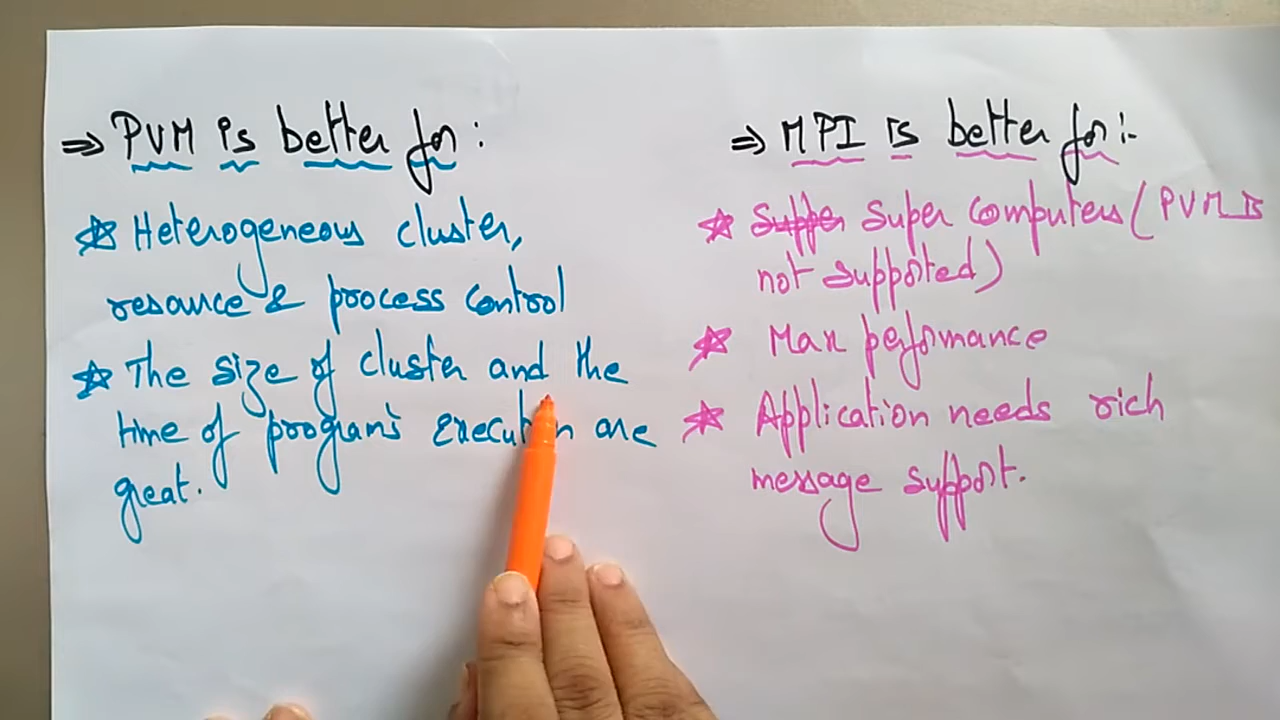 ⇒ PVM is better for:
☆ Heterogeneous cluster,
resource & process control
☆ The size of cluster and the
time of program's execution are
great.
⇒ MPI is better for:-
☆ Super computers (PVM is
not supported)
☆ Max performance
☆ Application needs rich
message support.